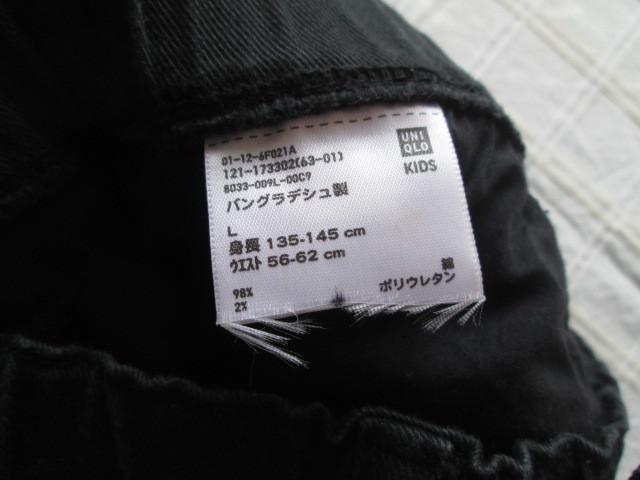 01-12-6F021A
UNI
QLO
121-173302(63-01)
KIDS
8033-009L-00C9
バングラデシュ製
L
身長 135-145 cm
ウエスト 56-62 cm
98% 綿
2% ポリウレタン